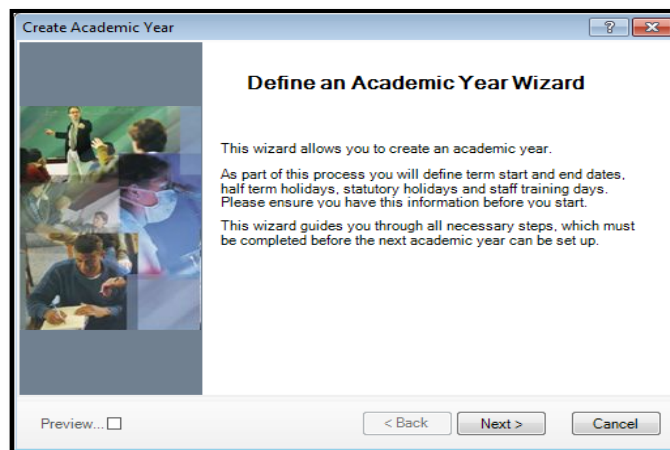 Create Academic Year
Define an Academic Year Wizard
This wizard allows you to create an academic year.
As part of this process you will define term start and end dates,
half term holidays, statutory holidays and staff training days.
Please ensure you have this information before you start.
This wizard guides you through all necessary steps, which must
be completed before the next academic year can be set up.
Preview...
< Back
Next >
Cancel